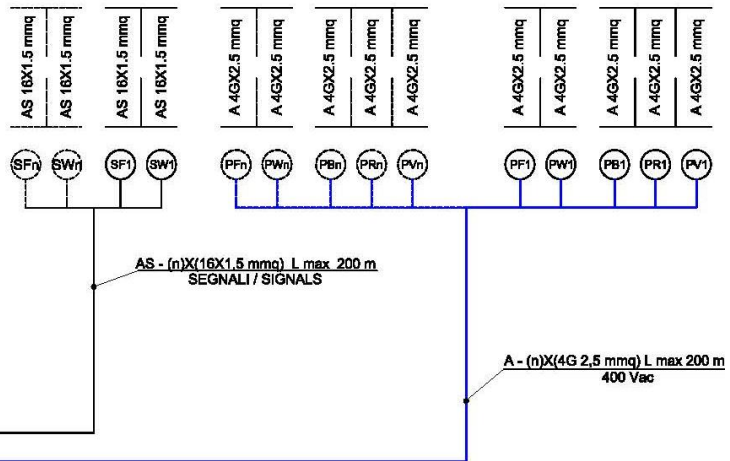 AS 16X1.5 mmq
AS 16X1.5 mmq
AS 16X1.5 mmq
AS 16X1.5 mmq
A 4GX2.5 mmq
A 4GX2.5 mmq
A 4GX2.5 mmq
A 4GX2.5 mmq
A 4GX2.5 mmq
A 4GX2.5 mmq
A 4GX2.5 mmq
A 4GX2.5 mmq
A 4GX2.5 mmq
A 4GX2.5 mmq
SFn SWn SF1 SW1 PFn PWn PBn PRn PVn PF1 PW1 PB1 PR1 PV1
AS - (n)X(16X1,5 mmq) L max 200 m
SEGNALI / SIGNALS
A - (n)X(4G 2,5 mmq) L max 200 m
400 Vac